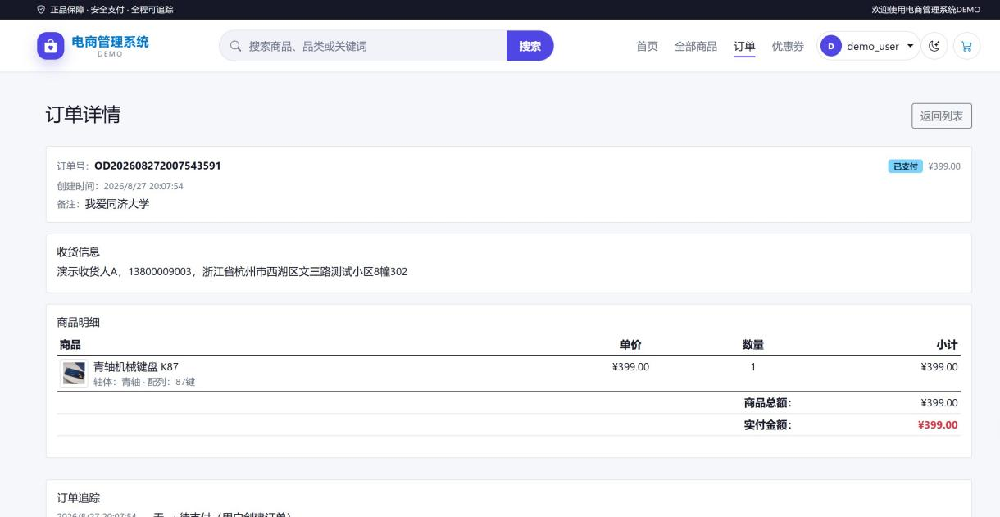 正品保障 · 安全支付 · 全程可追踪
欢迎使用电商管理系统DEMO
电商管理系统
DEMO
搜索商品、品类或关键词
搜索
首页
全部商品
订单
优惠券
D
demo_user
订单详情
返回列表
订单号：OD202608272007543591
已支付 ¥399.00
创建时间：2026/8/27 20:07:54
备注：我爱同济大学
收货信息
演示收货人A，13800009003，浙江省杭州市西湖区文三路测试小区8幢302
商品明细
商品 单价 数量 小计
青轴机械键盘 K87 ¥399.00 1 ¥399.00
轴体：青轴 · 配列：87键
商品总额： ¥399.00
实付金额： ¥399.00
订单追踪
2026/8/27 20:07:54 无 → 待支付（用户创建订单）